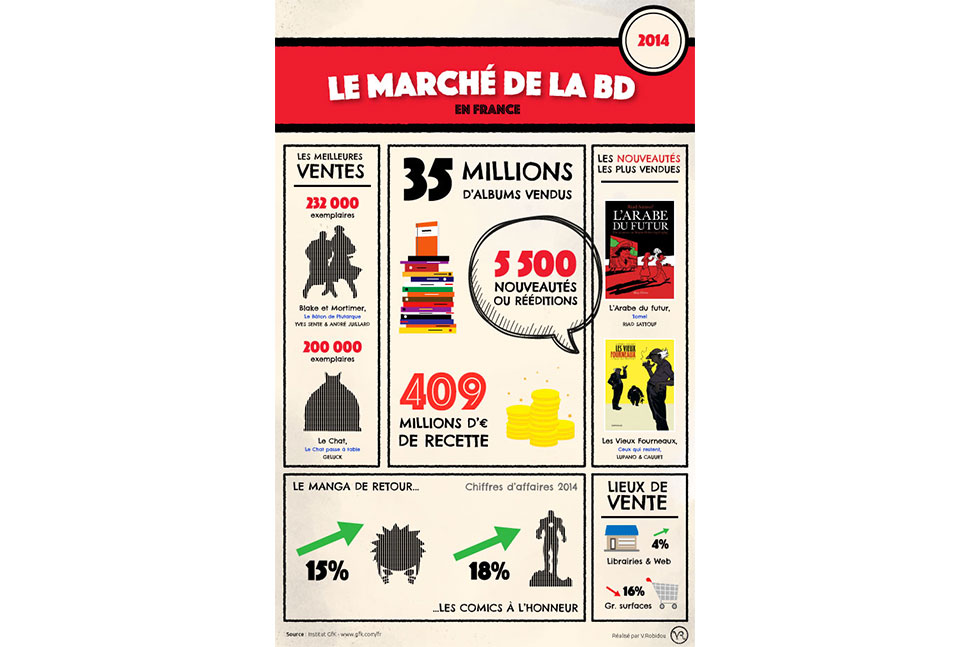 2014
LE MARCHÉ DE LA BD
EN FRANCE
LES MEILLEURES
VENTES
232 000
exemplaires
Blake et Mortimer,
Le Bâton de Plutarque
YVES SENTE & ANDRÉ JUILLARD
200 000
exemplaires
Le Chat,
Le Chat passe à table
GELUCK
35 MILLIONS
D'ALBUMS VENDUS
5 500
NOUVEAUTÉS
OU RÉÉDITIONS
409
MILLIONS D'€
DE RECETTE
LES NOUVEAUTÉS
LES PLUS VENDUES
Riad Sattouf
L'ARABE
DU FUTUR
L'Arabe du futur,
Tome1
RIAD SATTOUF
LES VIEUX
FOURNEAUX
Les Vieux Fourneaux,
Ceux qui restent,
LUPANO & CAUUET
LE MANGA DE RETOUR...
Chiffres d'affaires 2014
15%
18%
...LES COMICS À L'HONNEUR
LIEUX DE
VENTE
4%
Librairies & Web
16%
Gr. surfaces
Source : Institut GfK - www.gfk.com/fr
Réalisé par V.Robidou
VR